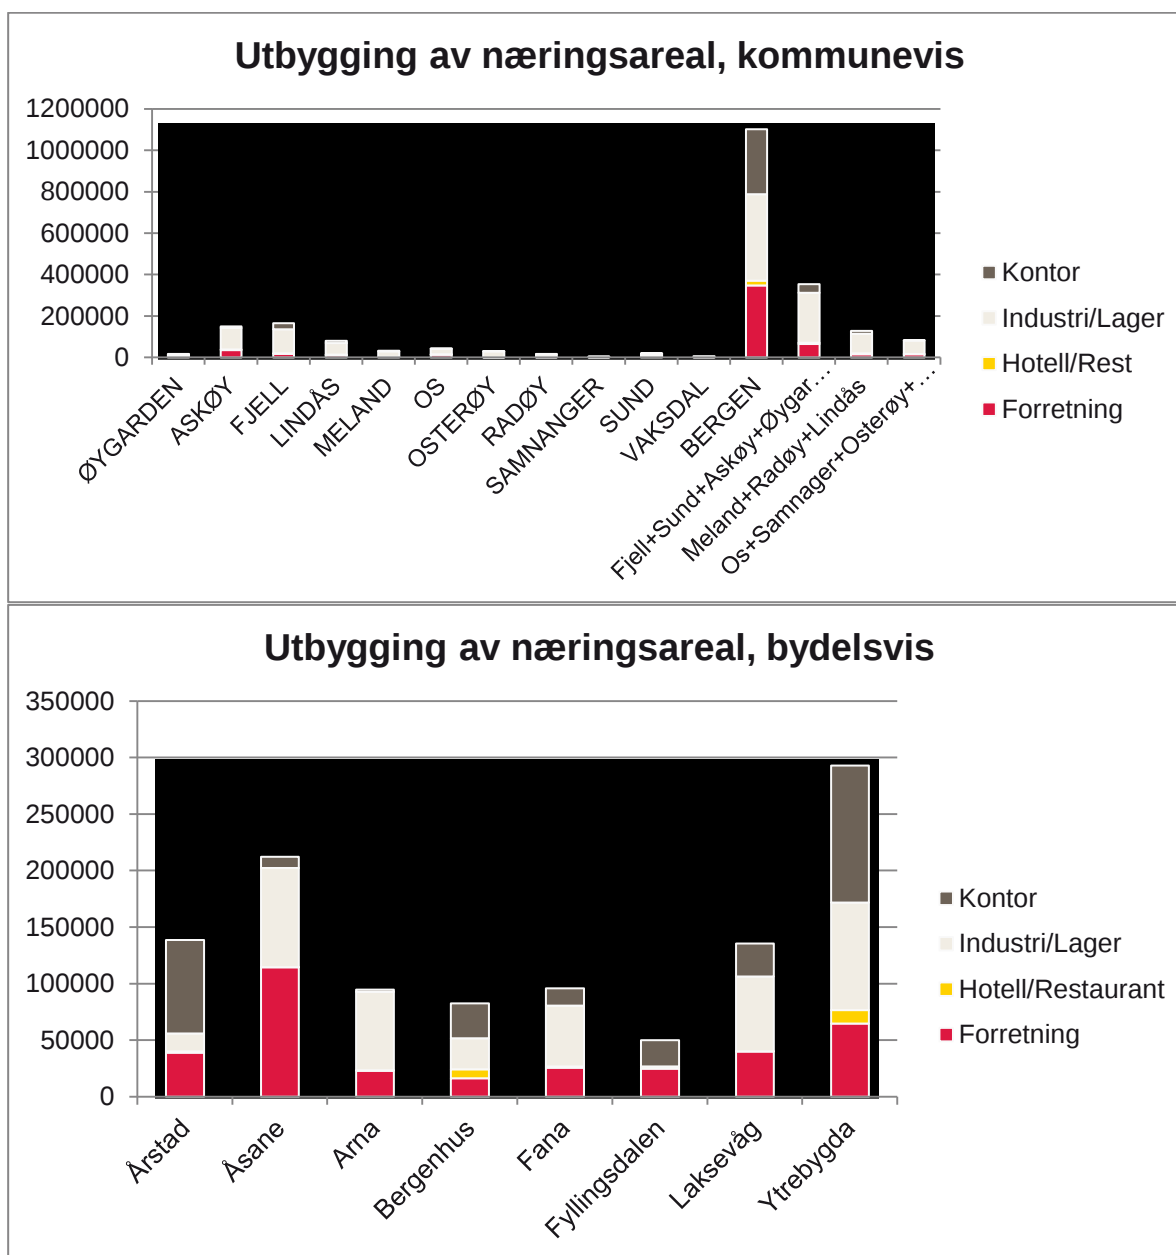 Utbygging av næringsareal, kommunevis
1200000
1000000
800000
600000
400000
200000
0
ØYGARDEN
ASKØY
FJELL
LINDÅS
MELAND
OS
OSTERØY
RADØY
SAMNANGER
SUND
VAKSDAL
BERGEN
Fjell+Sund+Askøy+Øygar…
Meland+Radøy+Lindås
Os+Samnager+Osterøy+…
Kontor
Industri/Lager
Hotell/Rest
Forretning
Utbygging av næringsareal, bydelsvis
350000
300000
250000
200000
150000
100000
50000
0
Årstad
Åsane
Arna
Bergenhus
Fana
Fyllingsdalen
Laksevåg
Ytrebygda
Kontor
Industri/Lager
Hotell/Restaurant
Forretning